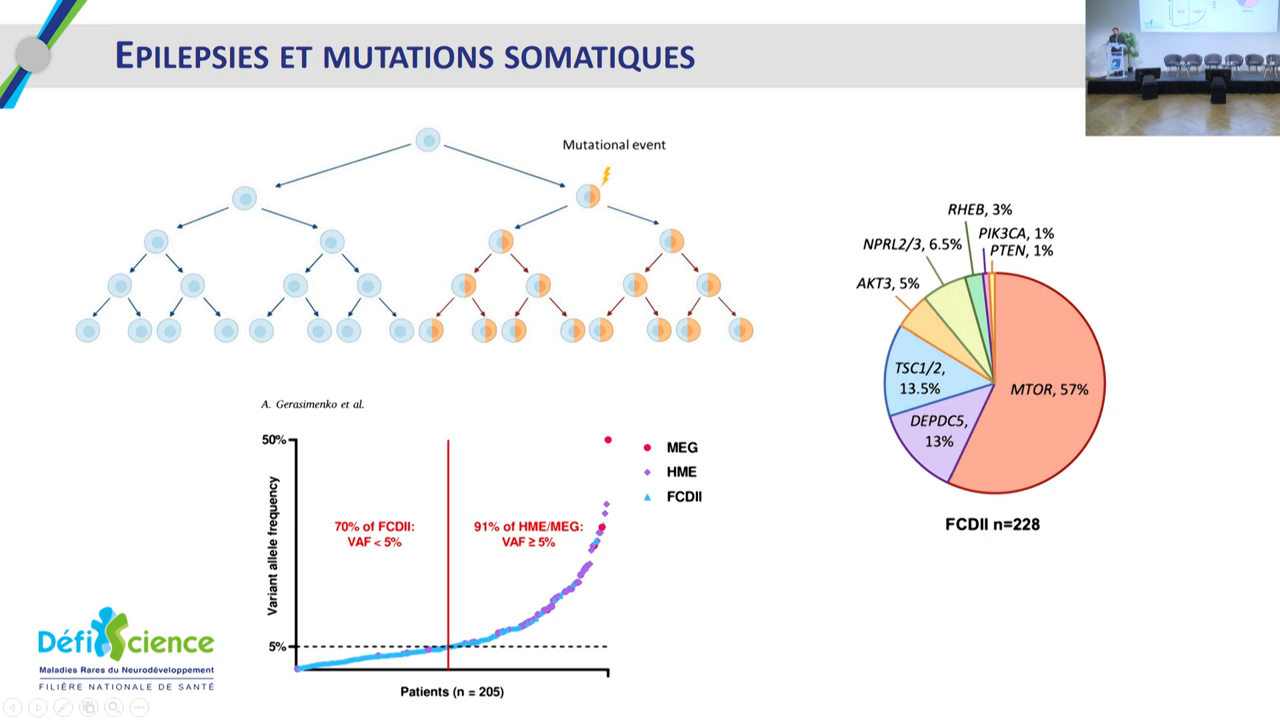 EPILEPSIES ET MUTATIONS SOMATIQUES
Mutational event
RHEB, 3%
PIK3CA, 1%
NPRL2/3, 6.5%
PTEN, 1%
AKT3, 5%
TSC1/2,
13.5%
MTOR, 57%
DEPDC5,
13%
FCDII n=228
A. Gerasimenko et al.
50%
5%
Variant allele frequency
70% of FCDII:
VAF < 5%
91% of HME/MEG:
VAF ≥ 5%
MEG
HME
FCDII
Patients (n = 205)
DéfiScience
Maladies Rares du Neurodéveloppement
FILIÈRE NATIONALE DE SANTÉ